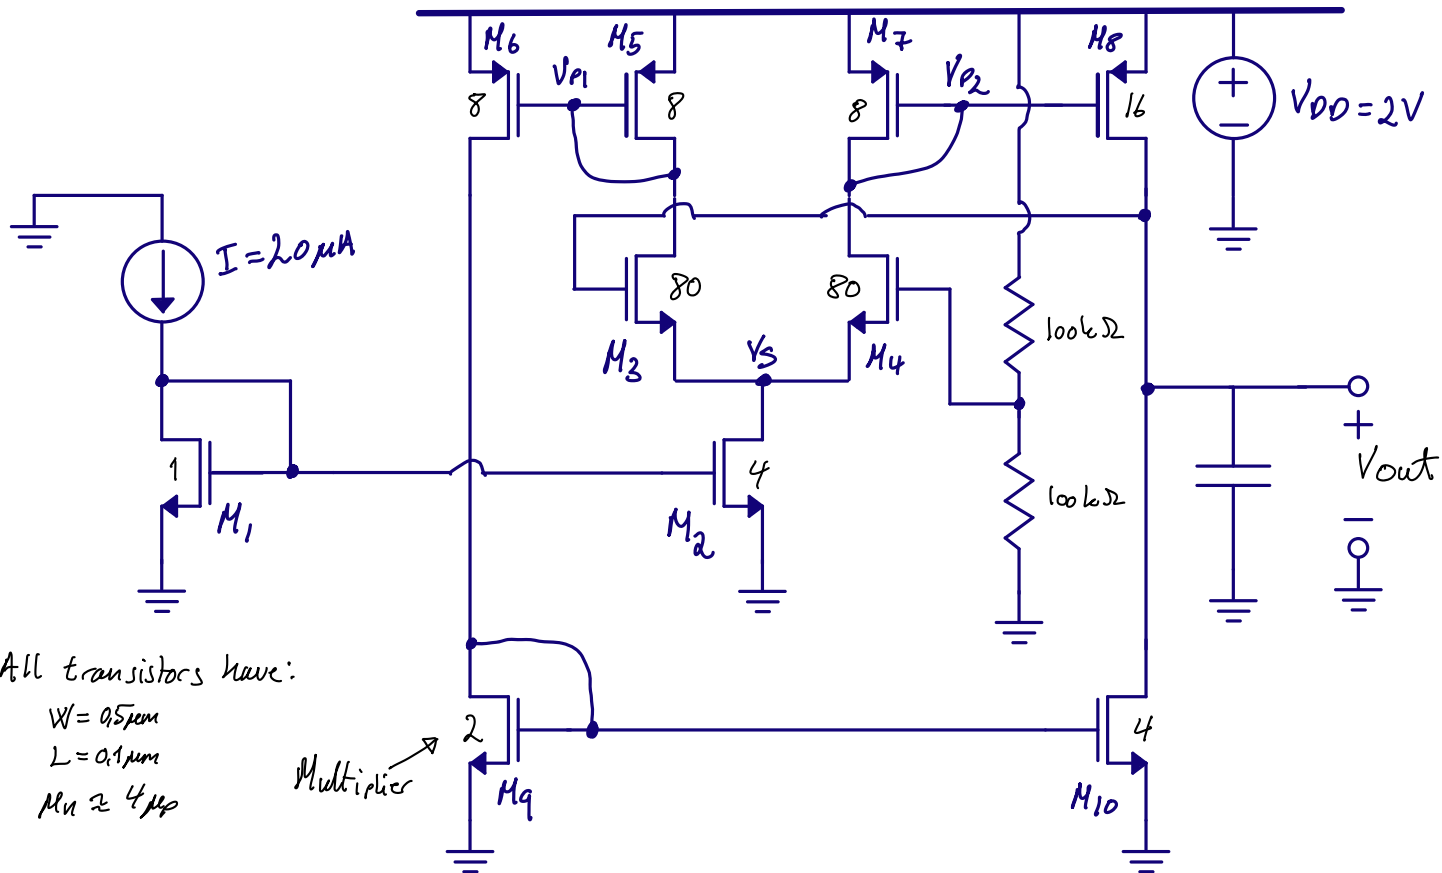 M6
M5
M7
M8
Vp1
Vp2
8
8
8
16
VDD = 2V
I = 20 μA
80
80
100kΩ
M3
Vs
M4
1
4
100kΩ
Vout
M1
M2
+
−
All transistors have:
W = 0,5μm
L = 0,1μm
μn ≈ 4μp
Multiplier
2
4
M9
M10